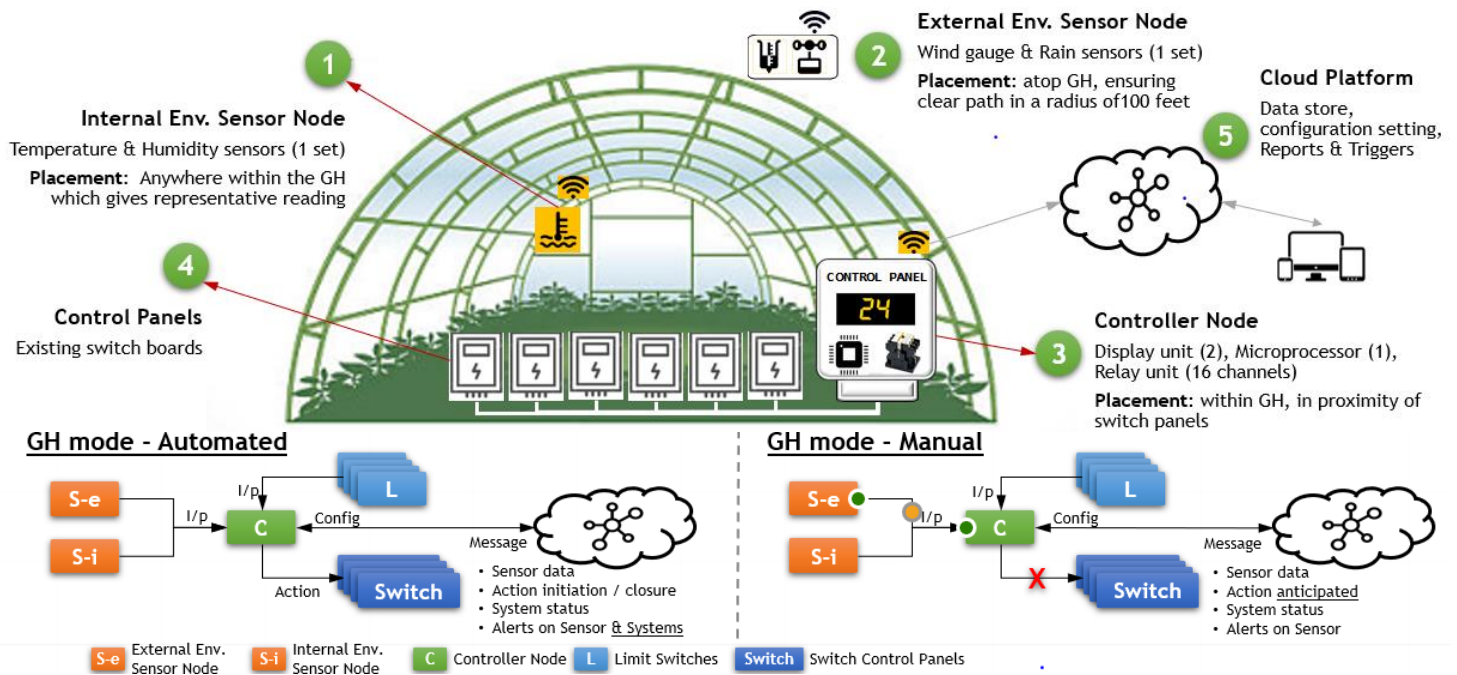 1
Internal Env. Sensor Node
Temperature & Humidity sensors (1 set)
Placement: Anywhere within the GH
which gives representative reading
2
External Env. Sensor Node
Wind gauge & Rain sensors (1 set)
Placement: atop GH, ensuring
clear path in a radius of100 feet
Cloud Platform
5
Data store,
configuration setting,
Reports & Triggers
4
Control Panels
Existing switch boards
CONTROL PANEL
24
3
Controller Node
Display unit (2), Microprocessor (1),
Relay unit (16 channels)
Placement: within GH, in proximity of
switch panels
GH mode - Automated
S-e
S-i
I/p
I/p
L
C
Config
Message
Action
Switch
• Sensor data
• Action initiation / closure
• System status
• Alerts on Sensor & Systems
GH mode - Manual
S-e
S-i
I/p
I/p
L
C
Config
Message
X
Switch
• Sensor data
• Action anticipated
• System status
• Alerts on Sensor
S-e External Env. Sensor Node
S-i Internal Env. Sensor Node
C Controller Node
L Limit Switches
Switch Switch Control Panels